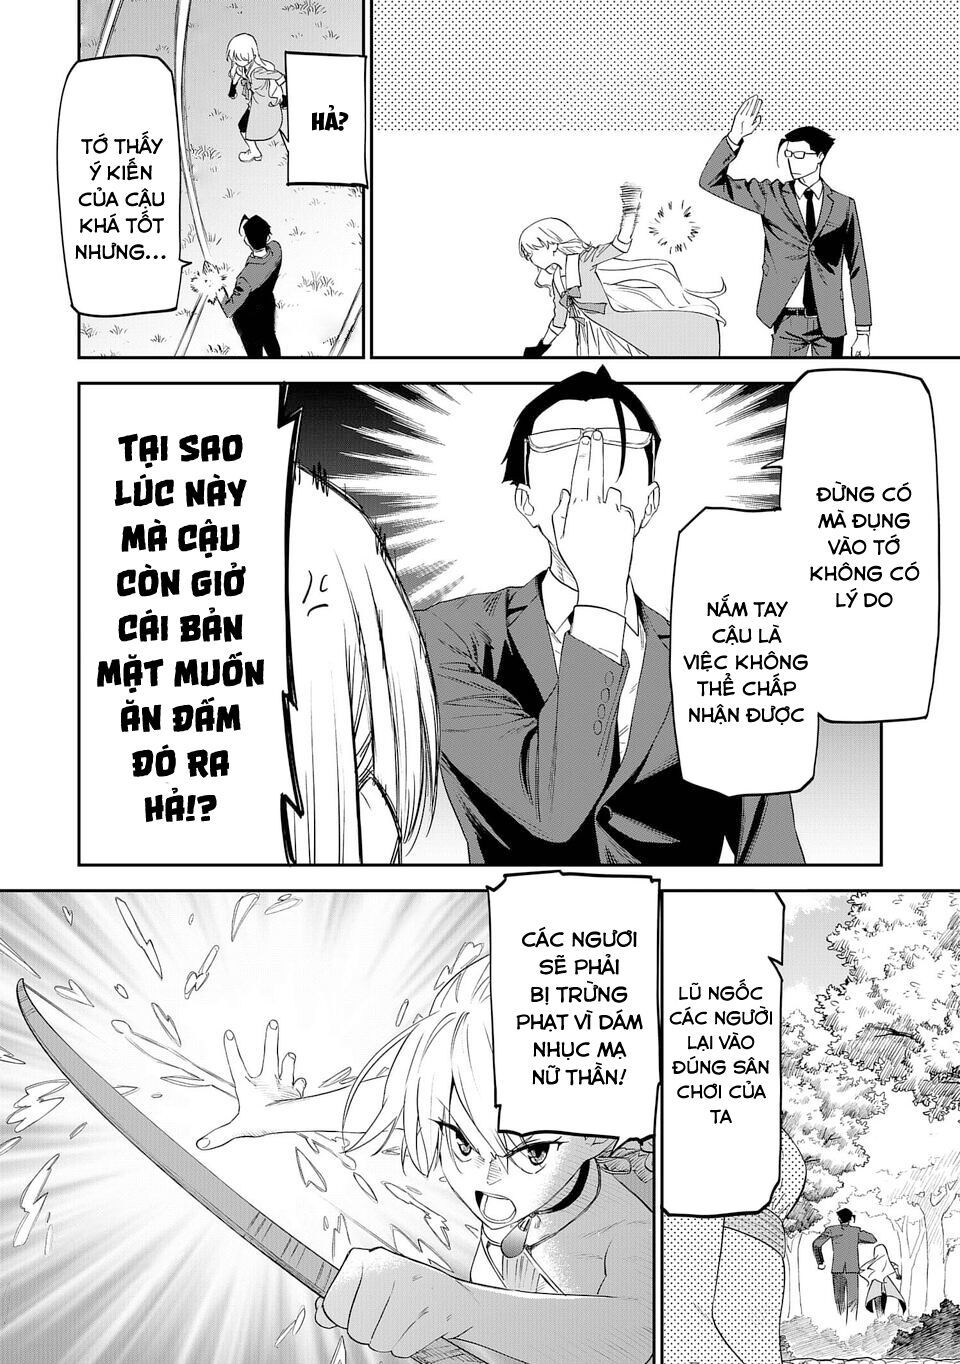 ĐỪNG CÓ
MÀ ĐỤNG
VÀO TỚ
KHÔNG CÓ
LÝ DO
NẮM TAY
CẬU LÀ
VIỆC KHÔNG
THỂ CHẤP
NHẬN ĐƯỢC
HẢ?
TỚ THẤY
Ý KIẾN
CỦA CẬU
KHÁ TỐT
NHƯNG...
TẠI SAO
LÚC NÀY
MÀ CẬU
CÒN GIỞ
CÁI BẢN
MẶT MUỐN
ĂN ĐẤM
ĐÓ RA
HẢ!?
LŨ NGỐC
CÁC NGƯỜI
LẠI VÀO
ĐÚNG SÂN
CHƠI CỦA
TA
CÁC NGƯƠI
SẼ PHẢI
BỊ TRỪNG
PHẠT VÌ DÁM
NHỤC MẠ
NỮ THẦN!